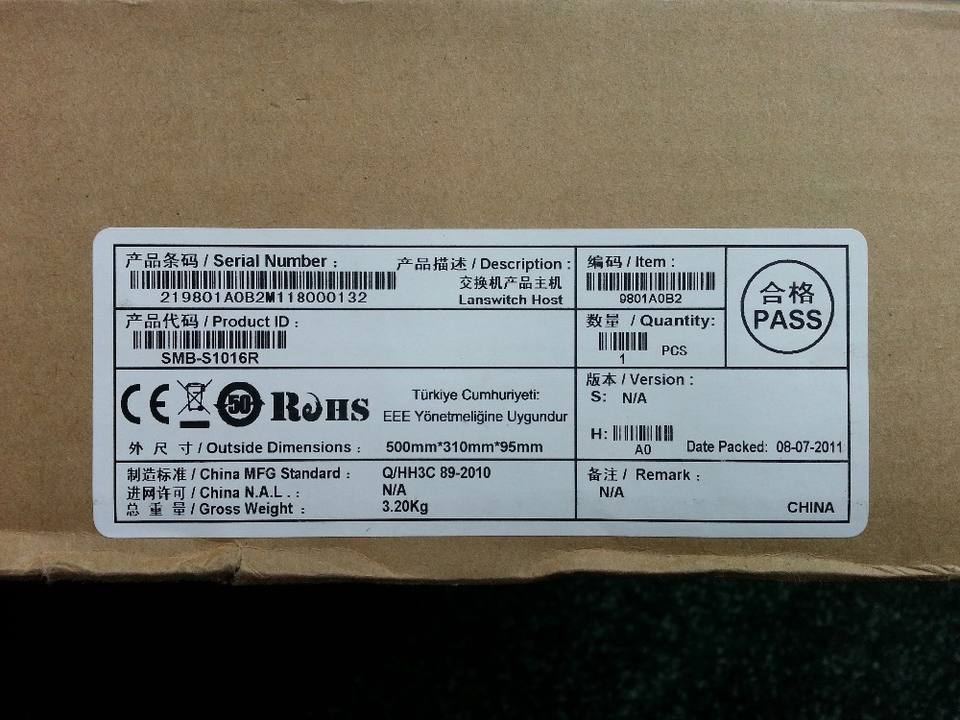 产品条码 / Serial Number :
219801A0B2M118000132
产品描述 / Description :
交换机产品主机
Lanswitch Host
编码 / Item :
9801A0B2
合格
PASS
产品代码 / Product ID :
SMB-S1016R
数量 / Quantity:
1 PCS
CE 50 RoHS
Türkiye Cumhuriyeti:
EEE Yönetmeliğine Uygundur
外 尺 寸 / Outside Dimensions : 500mm*310mm*95mm
版本 / Version :
S: N/A
H:
A0
Date Packed: 08-07-2011
制造标准 / China MFG Standard : Q/HH3C 89-2010
进网许可 / China N.A.L . : N/A
总 重 量 / Gross Weight : 3.20Kg
备注 / Remark :
N/A
CHINA